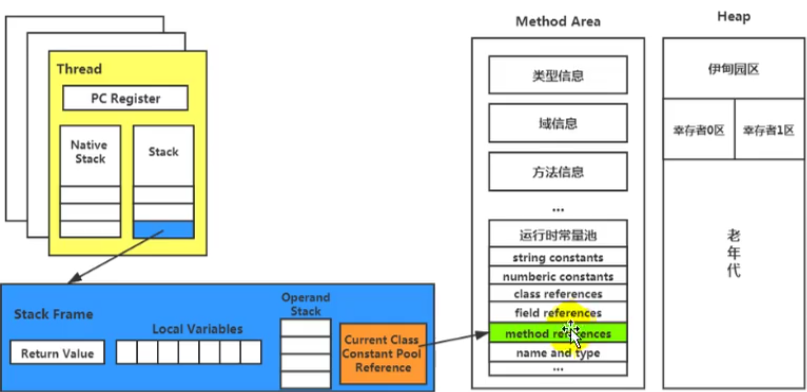 Thread
PC Register
Native
Stack
Stack
Stack Frame
Return Value
Local Variables
Operand
Stack
Current Class
Constant Pool
Reference
Method Area
类型信息
域信息
方法信息
...
运行时常量池
string constants
numberic constants
class references
field references
method references
name and type
...
Heap
伊甸园区
幸存者0区
幸存者1区
老
年
代